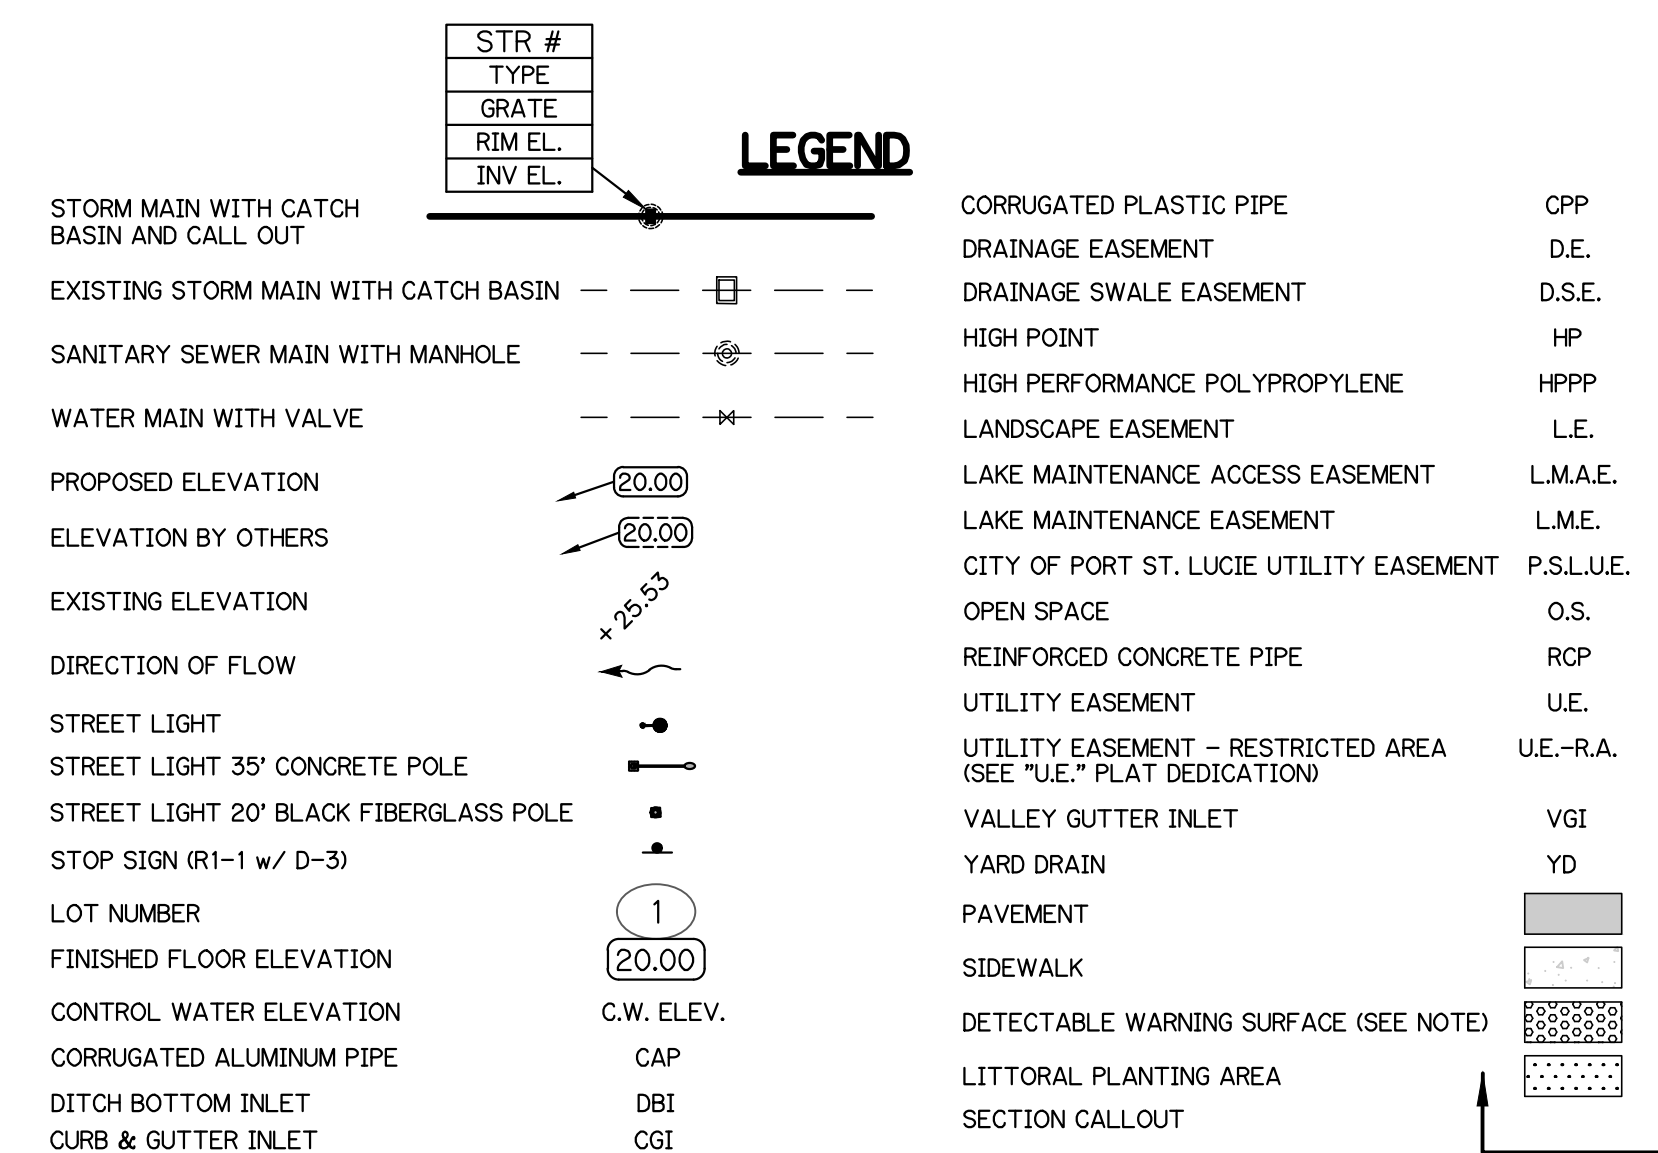 STR #
TYPE
GRATE
RIM EL.
INV EL.
LEGEND
STORM MAIN WITH CATCH
BASIN AND CALL OUT
EXISTING STORM MAIN WITH CATCH BASIN
SANITARY SEWER MAIN WITH MANHOLE
WATER MAIN WITH VALVE
PROPOSED ELEVATION 20.00
ELEVATION BY OTHERS 20.00
EXISTING ELEVATION + 25.53
DIRECTION OF FLOW
STREET LIGHT
STREET LIGHT 35' CONCRETE POLE
STREET LIGHT 20' BLACK FIBERGLASS POLE
STOP SIGN (R1-1 w/ D-3)
LOT NUMBER 1
FINISHED FLOOR ELEVATION 20.00
CONTROL WATER ELEVATION C.W. ELEV.
CORRUGATED ALUMINUM PIPE CAP
DITCH BOTTOM INLET DBI
CURB & GUTTER INLET CGI
CORRUGATED PLASTIC PIPE CPP
DRAINAGE EASEMENT D.E.
DRAINAGE SWALE EASEMENT D.S.E.
HIGH POINT HP
HIGH PERFORMANCE POLYPROPYLENE HPPP
LANDSCAPE EASEMENT L.E.
LAKE MAINTENANCE ACCESS EASEMENT L.M.A.E.
LAKE MAINTENANCE EASEMENT L.M.E.
CITY OF PORT ST. LUCIE UTILITY EASEMENT P.S.L.U.E.
OPEN SPACE O.S.
REINFORCED CONCRETE PIPE RCP
UTILITY EASEMENT U.E.
UTILITY EASEMENT - RESTRICTED AREA U.E.-R.A.
(SEE "U.E." PLAT DEDICATION)
VALLEY GUTTER INLET VGI
YARD DRAIN YD
PAVEMENT
SIDEWALK
DETECTABLE WARNING SURFACE (SEE NOTE)
LITTORAL PLANTING AREA
SECTION CALLOUT